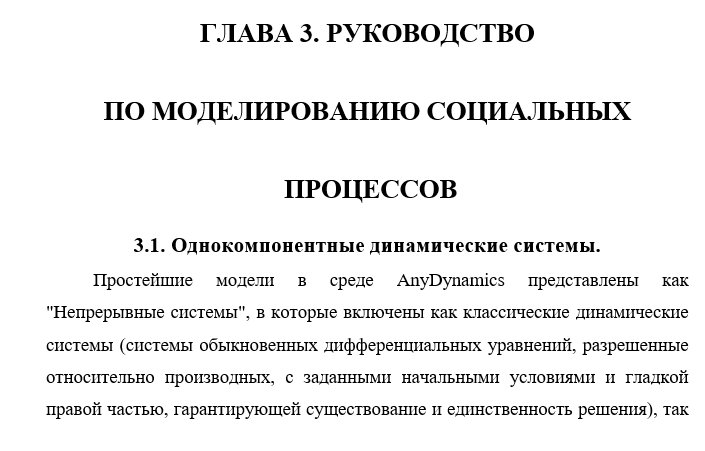 ГЛАВА 3. РУКОВОДСТВО
ПО МОДЕЛИРОВАНИЮ СОЦИАЛЬНЫХ
ПРОЦЕССОВ
3.1. Однокомпонентные динамические системы.
Простейшие модели в среде AnyDynamics представлены как
"Непрерывные системы", в которые включены как классические динамические
системы (системы обыкновенных дифференциальных уравнений, разрешенные
относительно производных, с заданными начальными условиями и гладкой
правой частью, гарантирующей существование и единственность решения), так